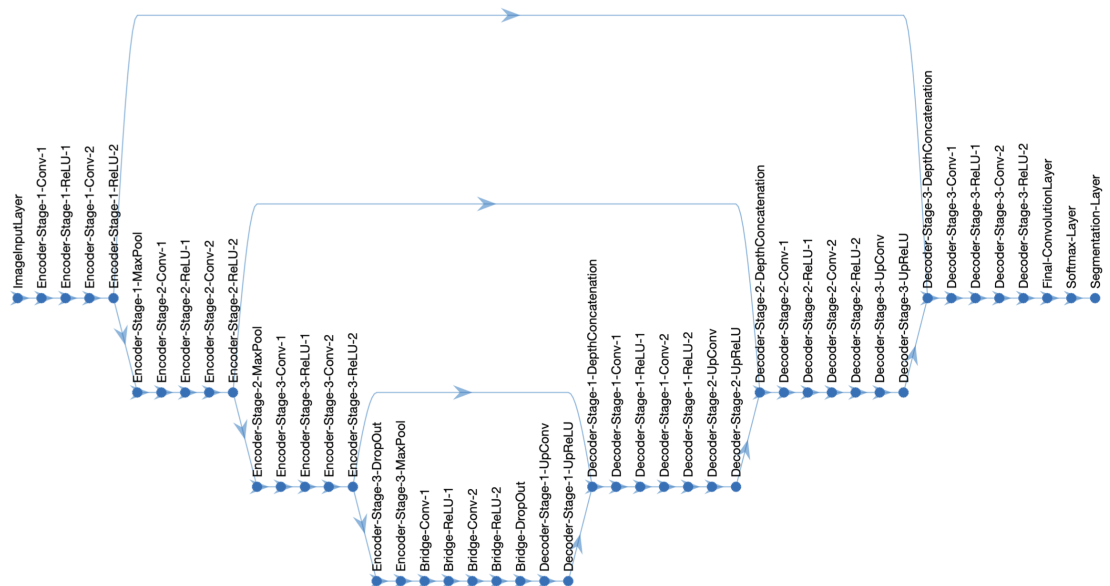 ImageInputLayer
Encoder-Stage-1-Conv-1
Encoder-Stage-1-ReLU-1
Encoder-Stage-1-Conv-2
Encoder-Stage-1-ReLU-2
Encoder-Stage-1-MaxPool
Encoder-Stage-2-Conv-1
Encoder-Stage-2-ReLU-1
Encoder-Stage-2-Conv-2
Encoder-Stage-2-ReLU-2
Encoder-Stage-2-MaxPool
Encoder-Stage-3-Conv-1
Encoder-Stage-3-ReLU-1
Encoder-Stage-3-Conv-2
Encoder-Stage-3-ReLU-2
Encoder-Stage-3-DropOut
Encoder-Stage-3-MaxPool
Bridge-Conv-1
Bridge-ReLU-1
Bridge-Conv-2
Bridge-ReLU-2
Bridge-DropOut
Decoder-Stage-1-UpConv
Decoder-Stage-1-UpReLU
Decoder-Stage-1-DepthConcatenation
Decoder-Stage-1-Conv-1
Decoder-Stage-1-ReLU-1
Decoder-Stage-1-Conv-2
Decoder-Stage-1-ReLU-2
Decoder-Stage-2-UpConv
Decoder-Stage-2-UpReLU
Decoder-Stage-2-DepthConcatenation
Decoder-Stage-2-Conv-1
Decoder-Stage-2-ReLU-1
Decoder-Stage-2-Conv-2
Decoder-Stage-2-ReLU-2
Decoder-Stage-3-UpConv
Decoder-Stage-3-UpReLU
Decoder-Stage-3-DepthConcatenation
Decoder-Stage-3-Conv-1
Decoder-Stage-3-ReLU-1
Decoder-Stage-3-Conv-2
Decoder-Stage-3-ReLU-2
Final-ConvolutionLayer
Softmax-Layer
Segmentation-Layer